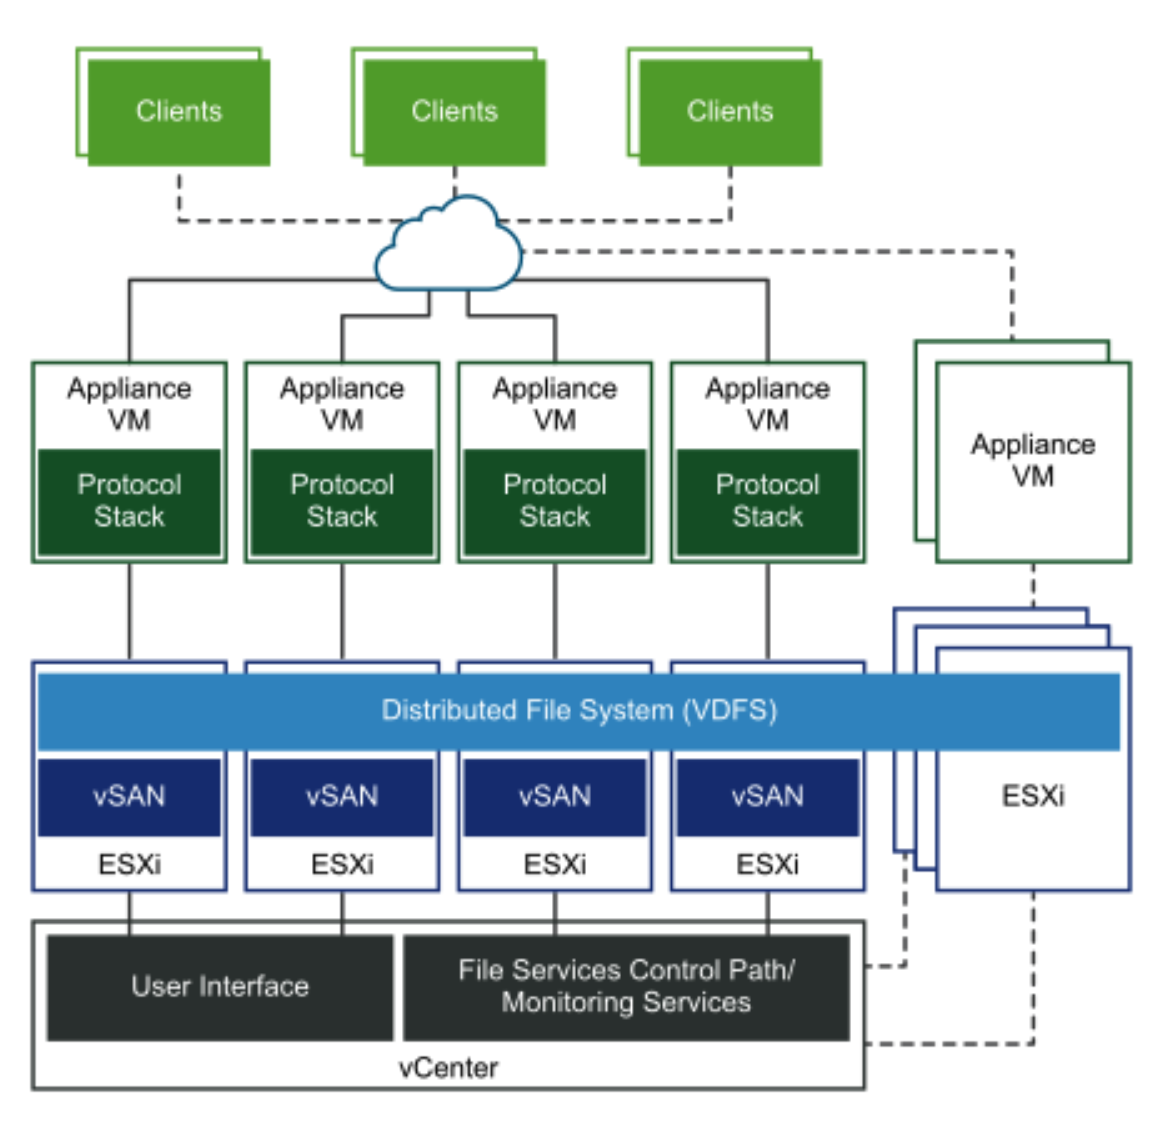 Clients
Clients
Clients
Appliance
VM
Protocol
Stack
Appliance
VM
Protocol
Stack
Appliance
VM
Protocol
Stack
Appliance
VM
Protocol
Stack
Appliance
VM
Distributed File System (VDFS)
vSAN
ESXi
vSAN
ESXi
vSAN
ESXi
vSAN
ESXi
ESXi
User Interface
File Services Control Path/
Monitoring Services
vCenter